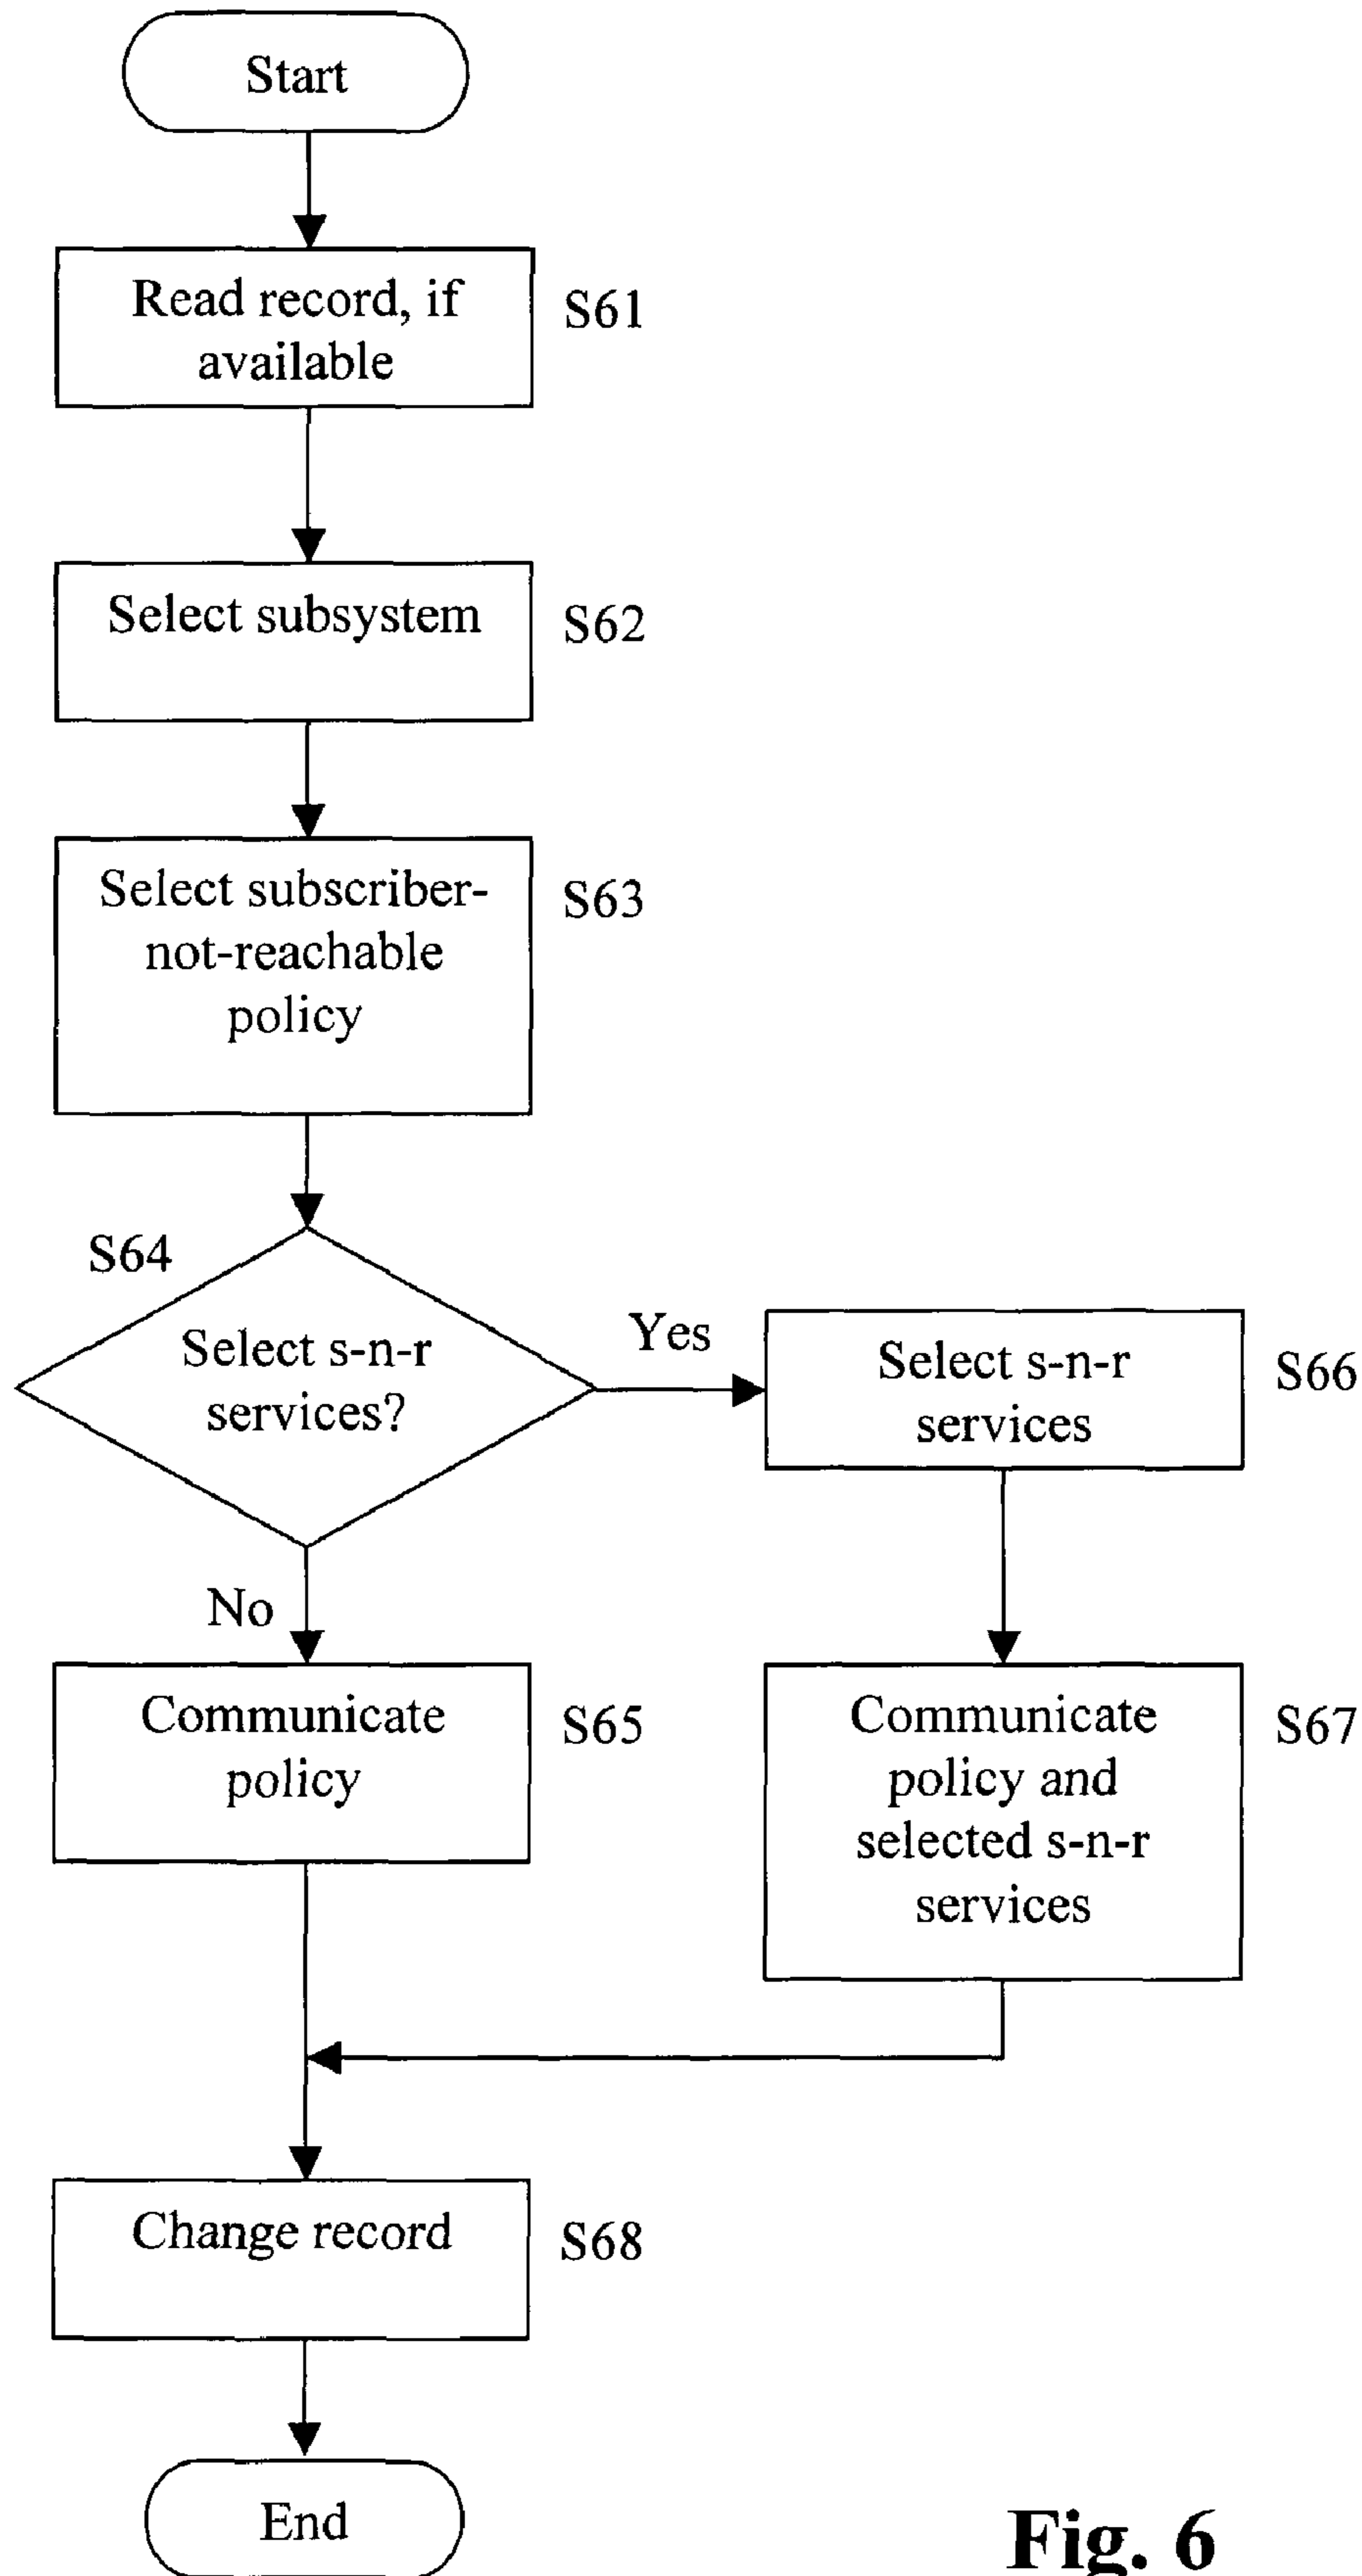 Start
Read record, if
available
S61
Select subsystem
S62
Select subscriber-
not-reachable
policy
S63
S64
Select s-n-r
services?
Yes
Select s-n-r
services
S66
No
Communicate
policy
S65
Communicate
policy and
selected s-n-r
services
S67
Change record
S68
End
Fig. 6